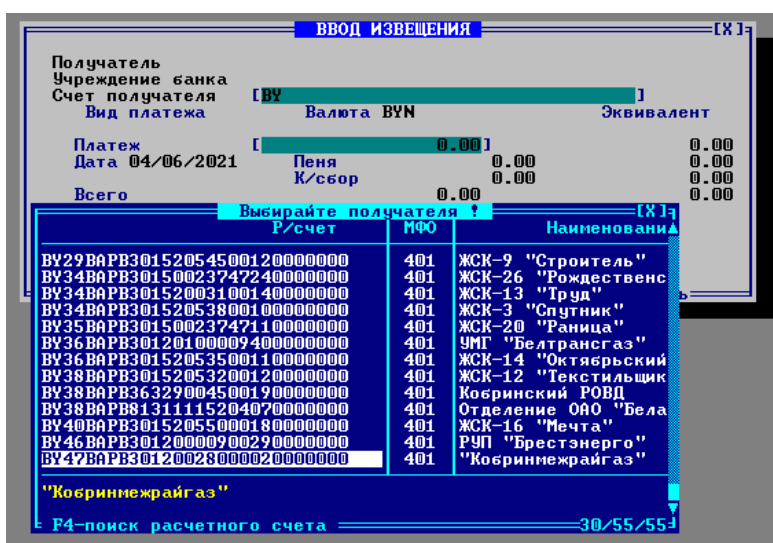 ВВОД ИЗВЕЩЕНИЯ [X]
Получатель
Учреждение банка
Счет получателя [BY ]
Вид платежа Валюта BYN Эквивалент
Платеж [ 0.00] 0.00
Дата 04/06/2021 Пеня 0.00 0.00
К/сбор 0.00 0.00
Всего 0.00 0.00
Выбирайте получателя ! [X]
Р/счет МФО Наименовани
BY29BAPB30152054500120000000 401 ЖСК-9 "Строитель"
BY34BAPB30150023747240000000 401 ЖСК-26 "Рождественс
BY34BAPB30152003100140000000 401 ЖСК-13 "Труд"
BY34BAPB30152053800100000000 401 ЖСК-3 "Спутник"
BY35BAPB30150023747110000000 401 ЖСК-20 "Раница"
BY36BAPB30120100009400000000 401 УМГ "Белтрансгаз"
BY36BAPB30152053500110000000 401 ЖСК-14 "Октябрьский
BY38BAPB30152053200120000000 401 ЖСК-12 "Текстильщик
BY38BAPB36329004500190000000 401 Кобринский РОВД
BY38BAPB81311115204070000000 401 Отделение ОАО "Бела
BY40BAPB30152055000180000000 401 ЖСК-16 "Мечта"
BY46BAPB30120000900290000000 401 РУП "Брестэнерго"
BY47BAPB30120028000020000000 401 "Кобринмежрайгаз"
"Кобринмежрайгаз"
F4-поиск расчетного счета 30/55/55